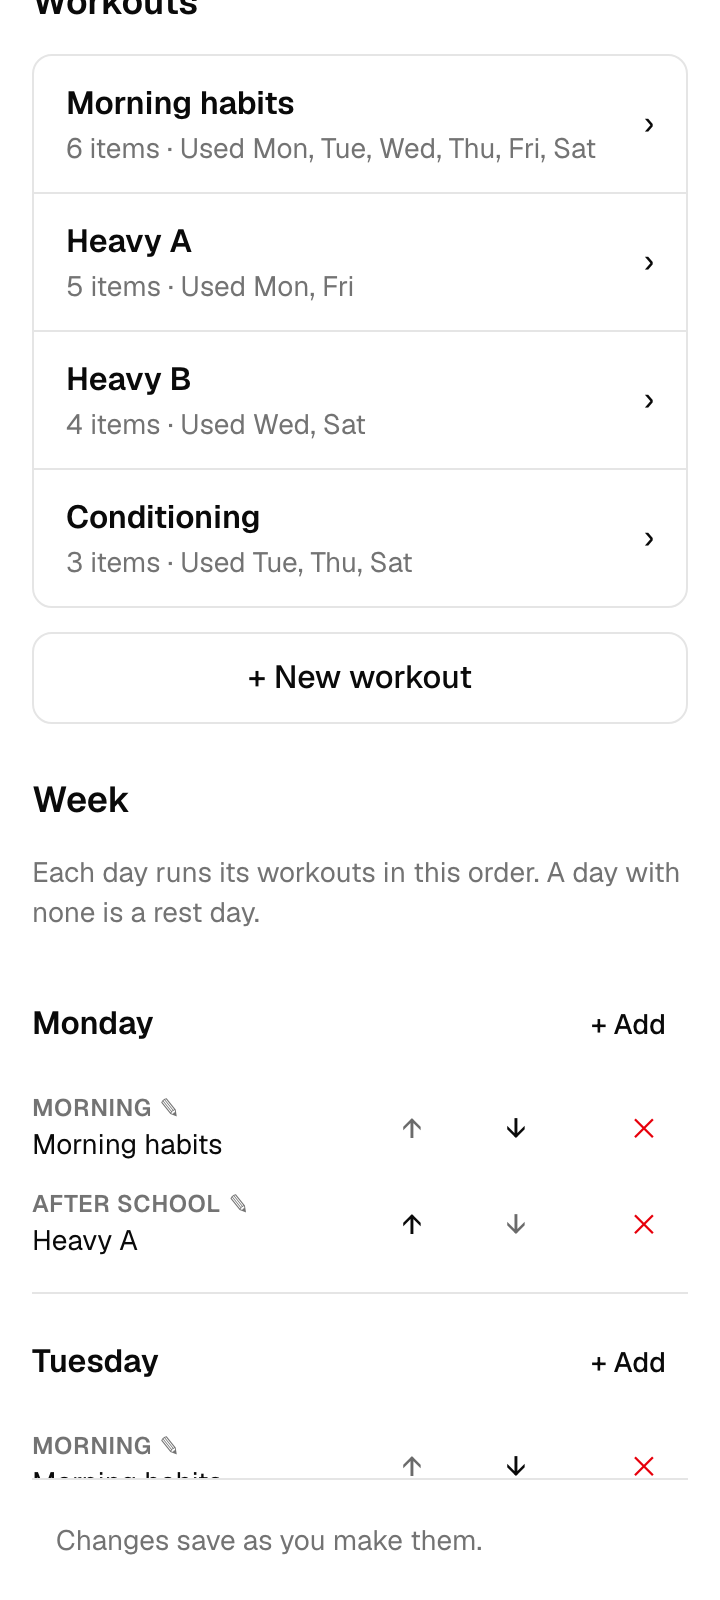 Workouts
Morning habits
6 items · Used Mon, Tue, Wed, Thu, Fri, Sat
›
Heavy A
5 items · Used Mon, Fri
›
Heavy B
4 items · Used Wed, Sat
›
Conditioning
3 items · Used Tue, Thu, Sat
›
+ New workout
Week
Each day runs its workouts in this order. A day with
none is a rest day.
Monday + Add
MORNING ✎
Morning habits
↑ ↓ ×
AFTER SCHOOL ✎
Heavy A
↑ ↓ ×
Tuesday + Add
MORNING ✎
Morning habits
↑ ↓ ×
Changes save as you make them.